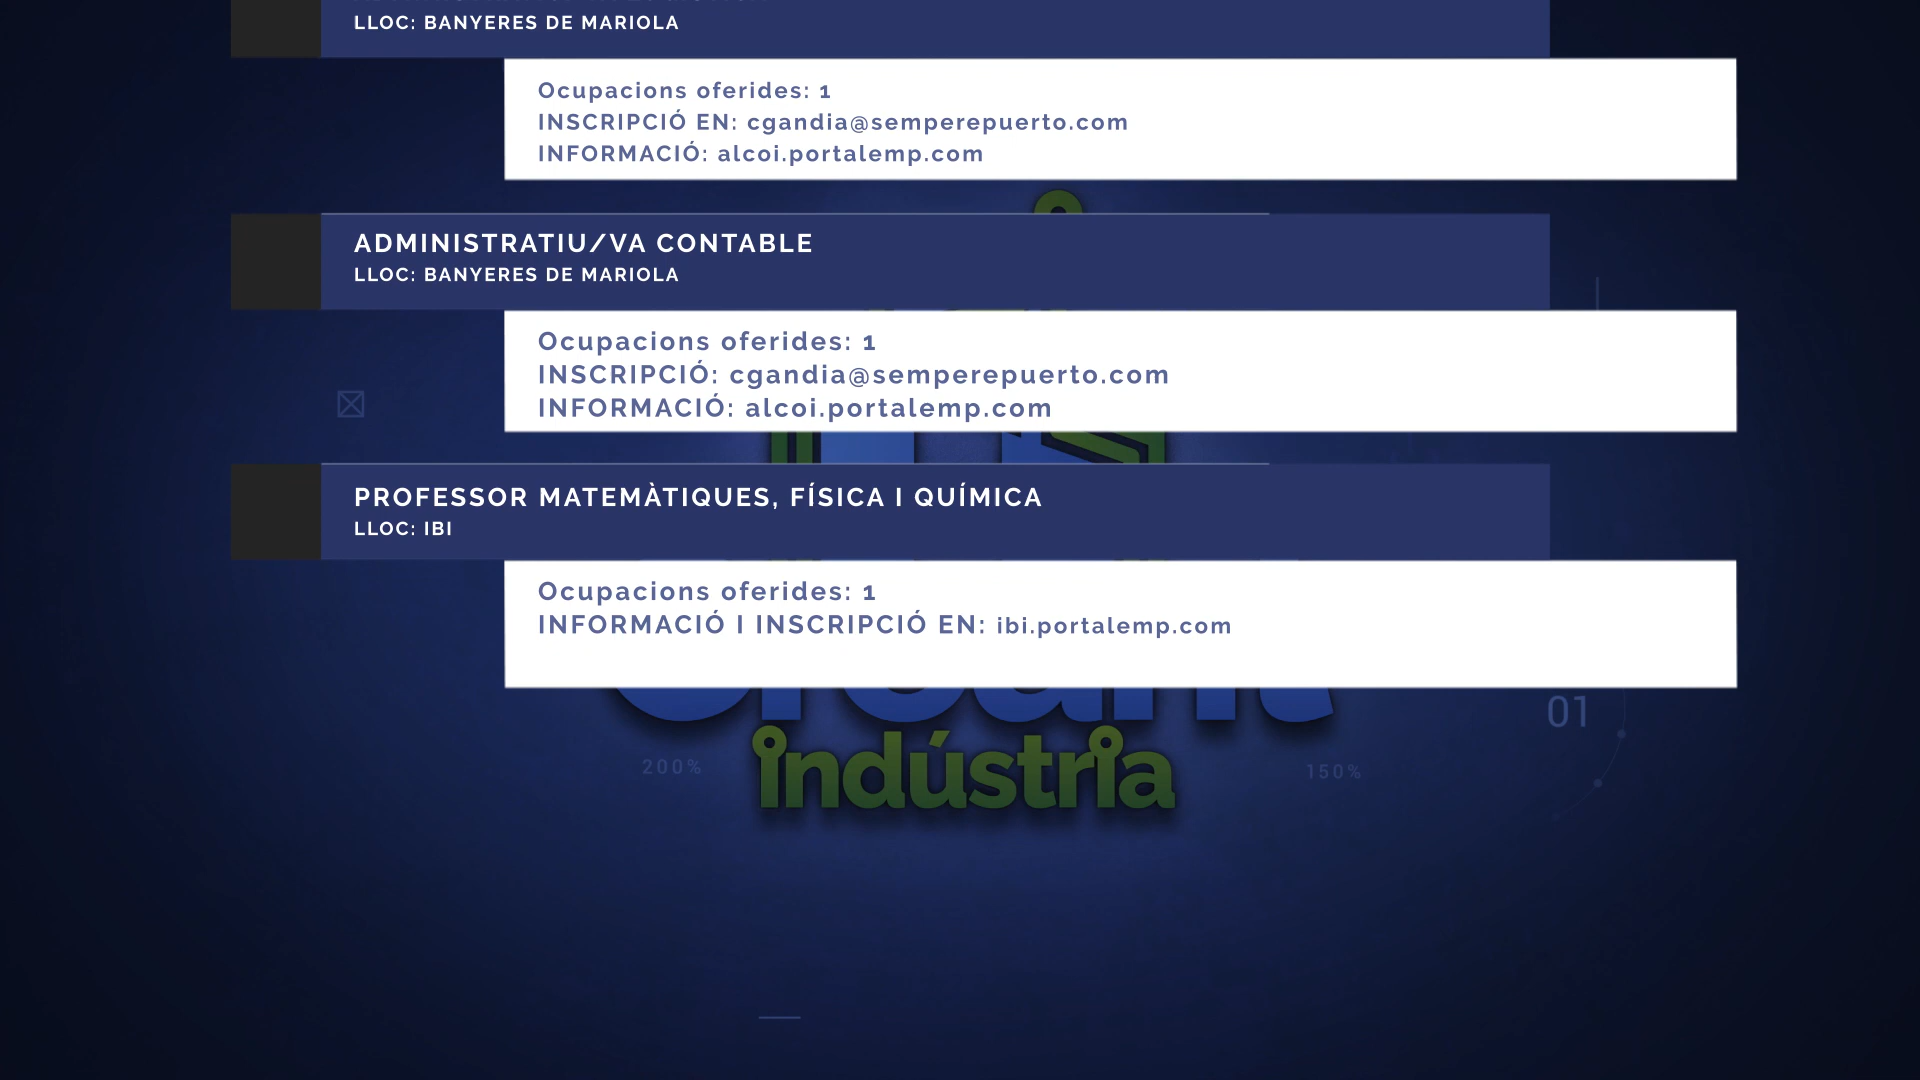 LLOC: BANYERES DE MARIOLA
Ocupacions oferides: 1
INSCRIPCIÓ EN: cgandia@semperepuerto.com
INFORMACIÓ: alcoi.portalemp.com
ADMINISTRATIU/VA CONTABLE
LLOC: BANYERES DE MARIOLA
Ocupacions oferides: 1
INSCRIPCIÓ: cgandia@semperepuerto.com
INFORMACIÓ: alcoi.portalemp.com
PROFESSOR MATEMÀTIQUES, FÍSICA I QUÍMICA
LLOC: IBI
Ocupacions oferides: 1
INFORMACIÓ I INSCRIPCIÓ EN: ibi.portalemp.com
01
indústria
200%
150%